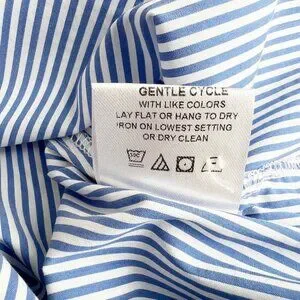 GENTLE CYCLE
WITH LIKE COLORS
LAY FLAT OR HANG TO DRY
IRON ON LOWEST SETTING
OR DRY CLEAN